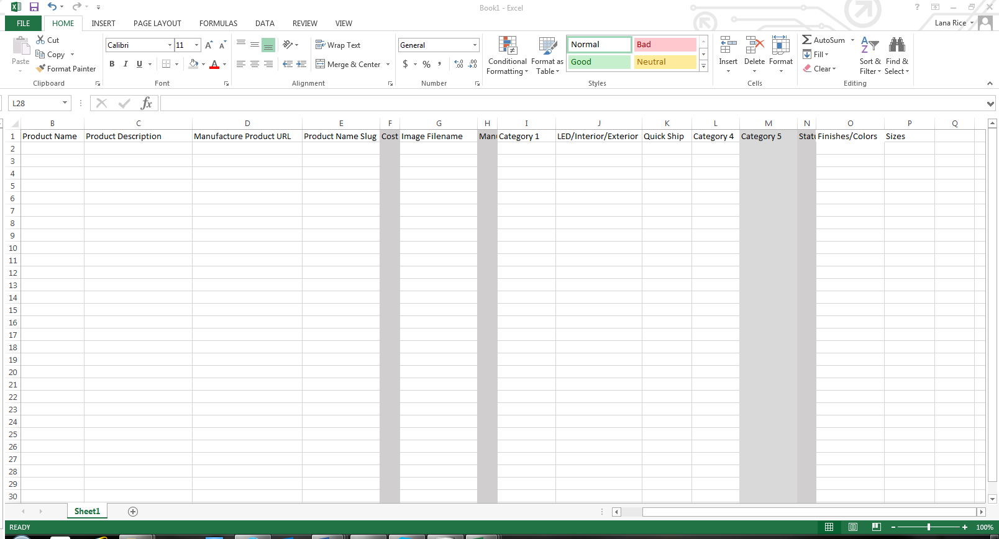 Book1 - Excel
FILE HOME INSERT PAGE LAYOUT FORMULAS DATA REVIEW VIEW Lana Rice
Paste
Cut
Copy
Format Painter
Clipboard
Calibri 11
B I U A
Font
Wrap Text
Merge & Center
Alignment
General
$ % ,
Number
Conditional Formatting
Format as Table
Normal Bad
Good Neutral
Styles
Insert Delete Format
Cells
AutoSum
Fill
Clear
Sort & Filter
Find & Select
Editing
L28 fx
B C D E F G H I J K L M N O P Q
1 Product Name Product Description Manufacture Product URL Product Name Slug Cost Image Filename Manu Category 1 LED/Interior/Exterior Quick Ship Category 4 Category 5 Statu Finishes/Colors Sizes
2
3
4
5
6
7
8
9
10
11
12
13
14
15
16
17
18
19
20
21
22
23
24
25
26
27
28
29
30
Sheet1
READY 100%